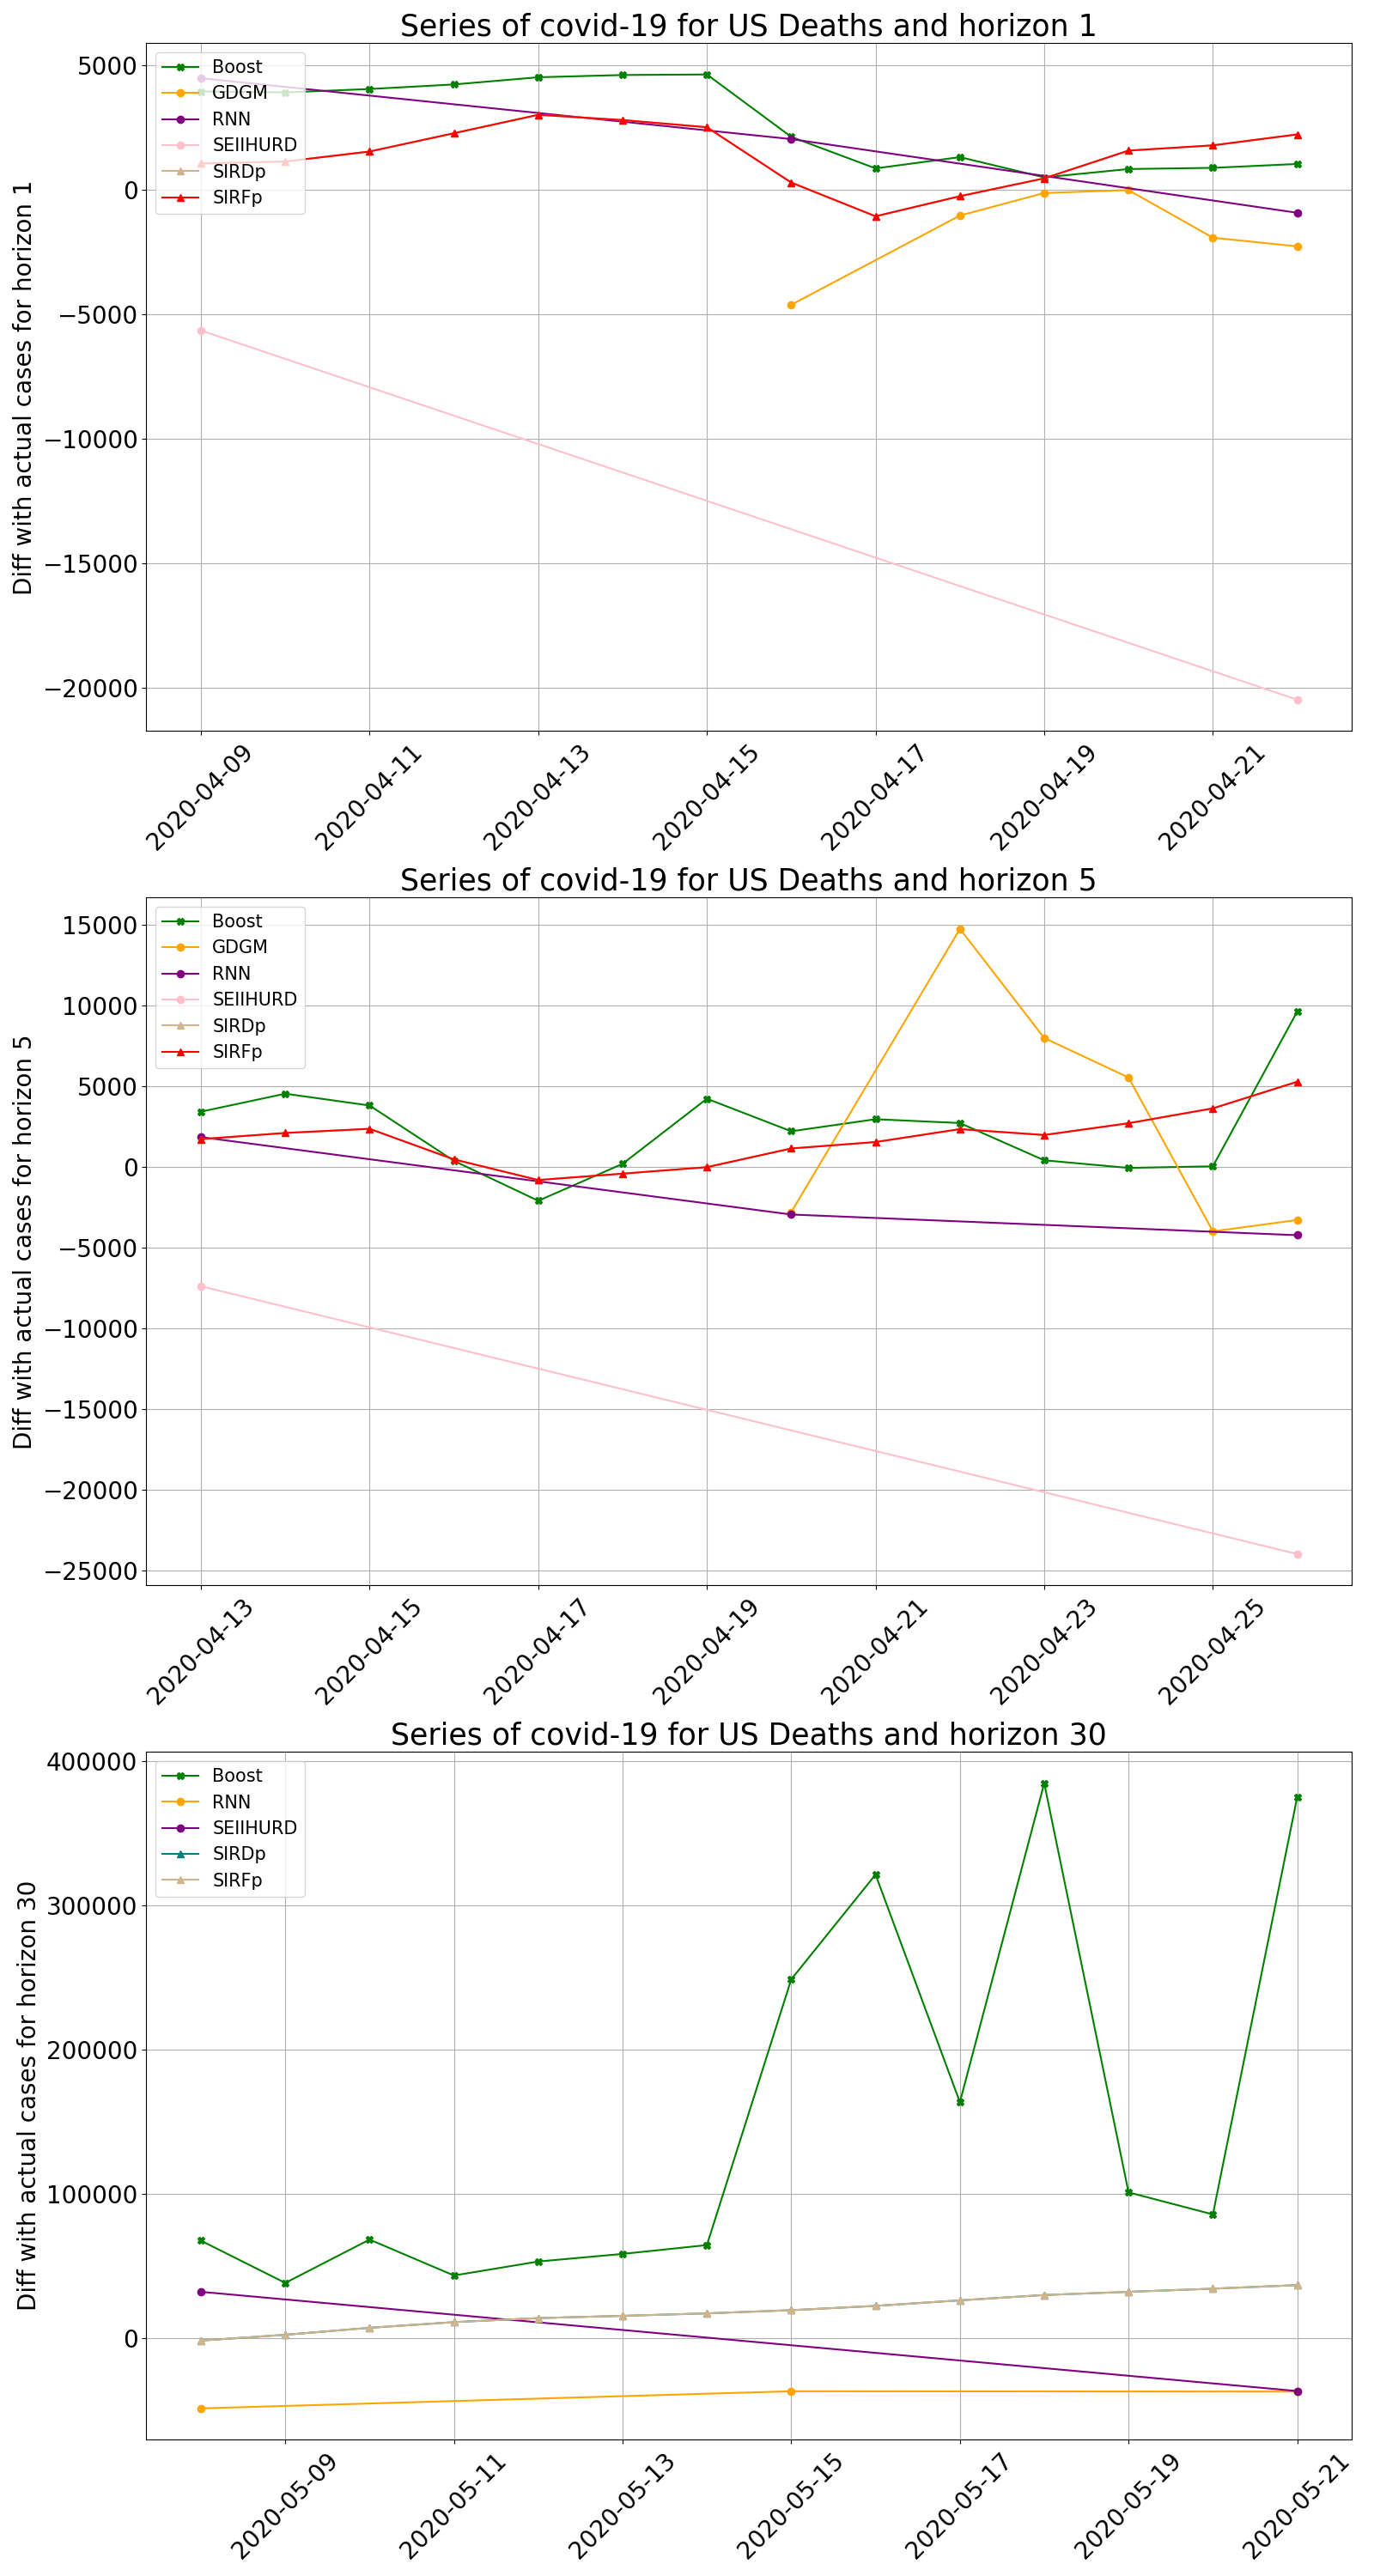 Series of covid-19 for US Deaths and horizon 1
Diff with actual cases for horizon 1
5000
0
−5000
−10000
−15000
−20000
Boost
GDGM
RNN
SEIIHURD
SIRDp
SIRFp
2020-04-09
2020-04-11
2020-04-13
2020-04-15
2020-04-17
2020-04-19
2020-04-21
Series of covid-19 for US Deaths and horizon 5
Diff with actual cases for horizon 5
15000
10000
5000
0
−5000
−10000
−15000
−20000
−25000
Boost
GDGM
RNN
SEIIHURD
SIRDp
SIRFp
2020-04-13
2020-04-15
2020-04-17
2020-04-19
2020-04-21
2020-04-23
2020-04-25
Series of covid-19 for US Deaths and horizon 30
Diff with actual cases for horizon 30
400000
300000
200000
100000
0
Boost
RNN
SEIIHURD
SIRDp
SIRFp
2020-05-09
2020-05-11
2020-05-13
2020-05-15
2020-05-17
2020-05-19
2020-05-21